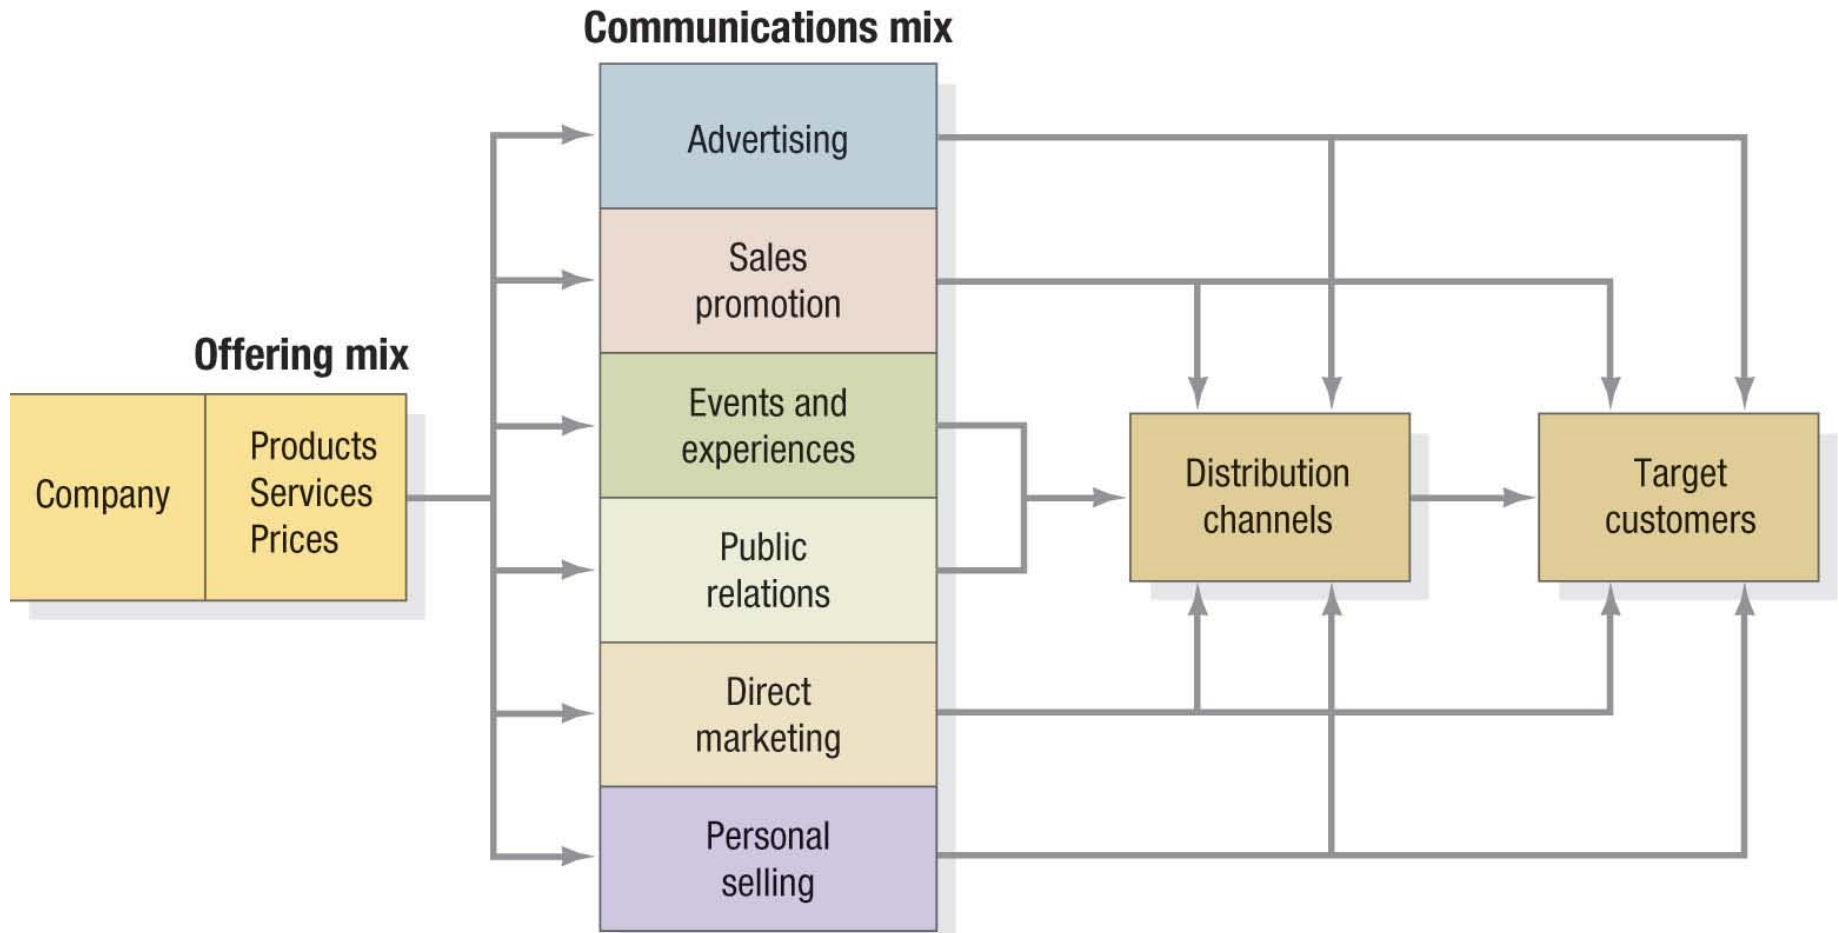 Communications mix
Advertising
Sales
promotion
Offering mix
Events and
experiences
Company
Products
Services
Prices
Distribution
channels
Target
customers
Public
relations
Direct
marketing
Personal
selling